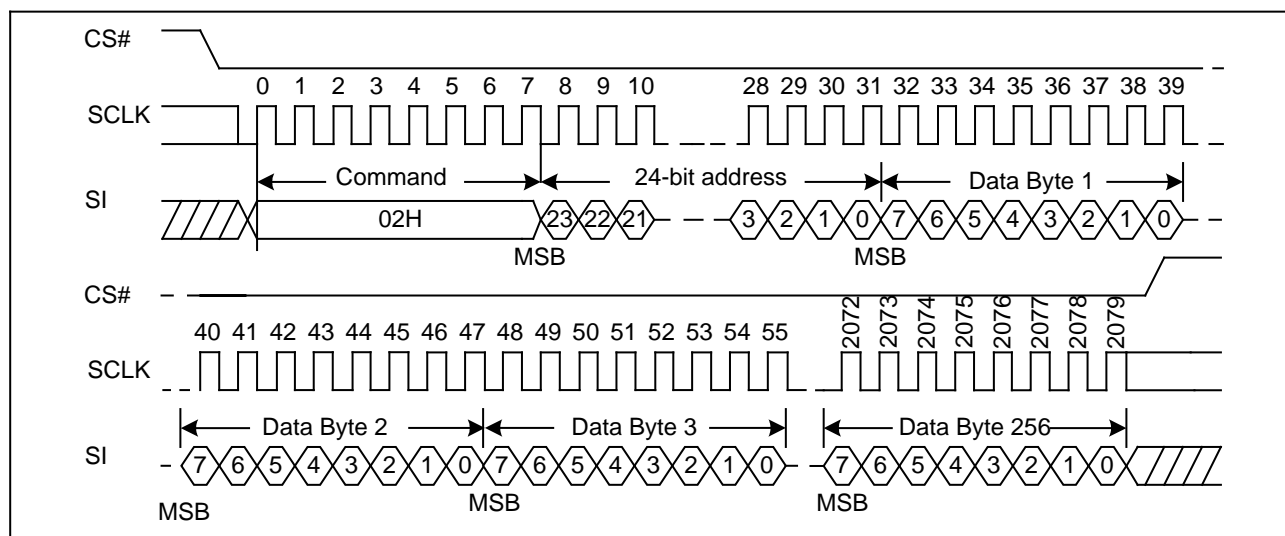 CS#
0 1 2 3 4 5 6 7 8 9 10 28 29 30 31 32 33 34 35 36 37 38 39
SCLK
Command 24-bit address Data Byte 1
SI
02H 23 22 21 3 2 1 0 7 6 5 4 3 2 1 0
MSB MSB
CS#
40 41 42 43 44 45 46 47 48 49 50 51 52 53 54 55 2072 2073 2074 2075 2076 2077 2078 2079
SCLK
Data Byte 2 Data Byte 3 Data Byte 256
SI
7 6 5 4 3 2 1 0 7 6 5 4 3 2 1 0 7 6 5 4 3 2 1 0
MSB MSB MSB